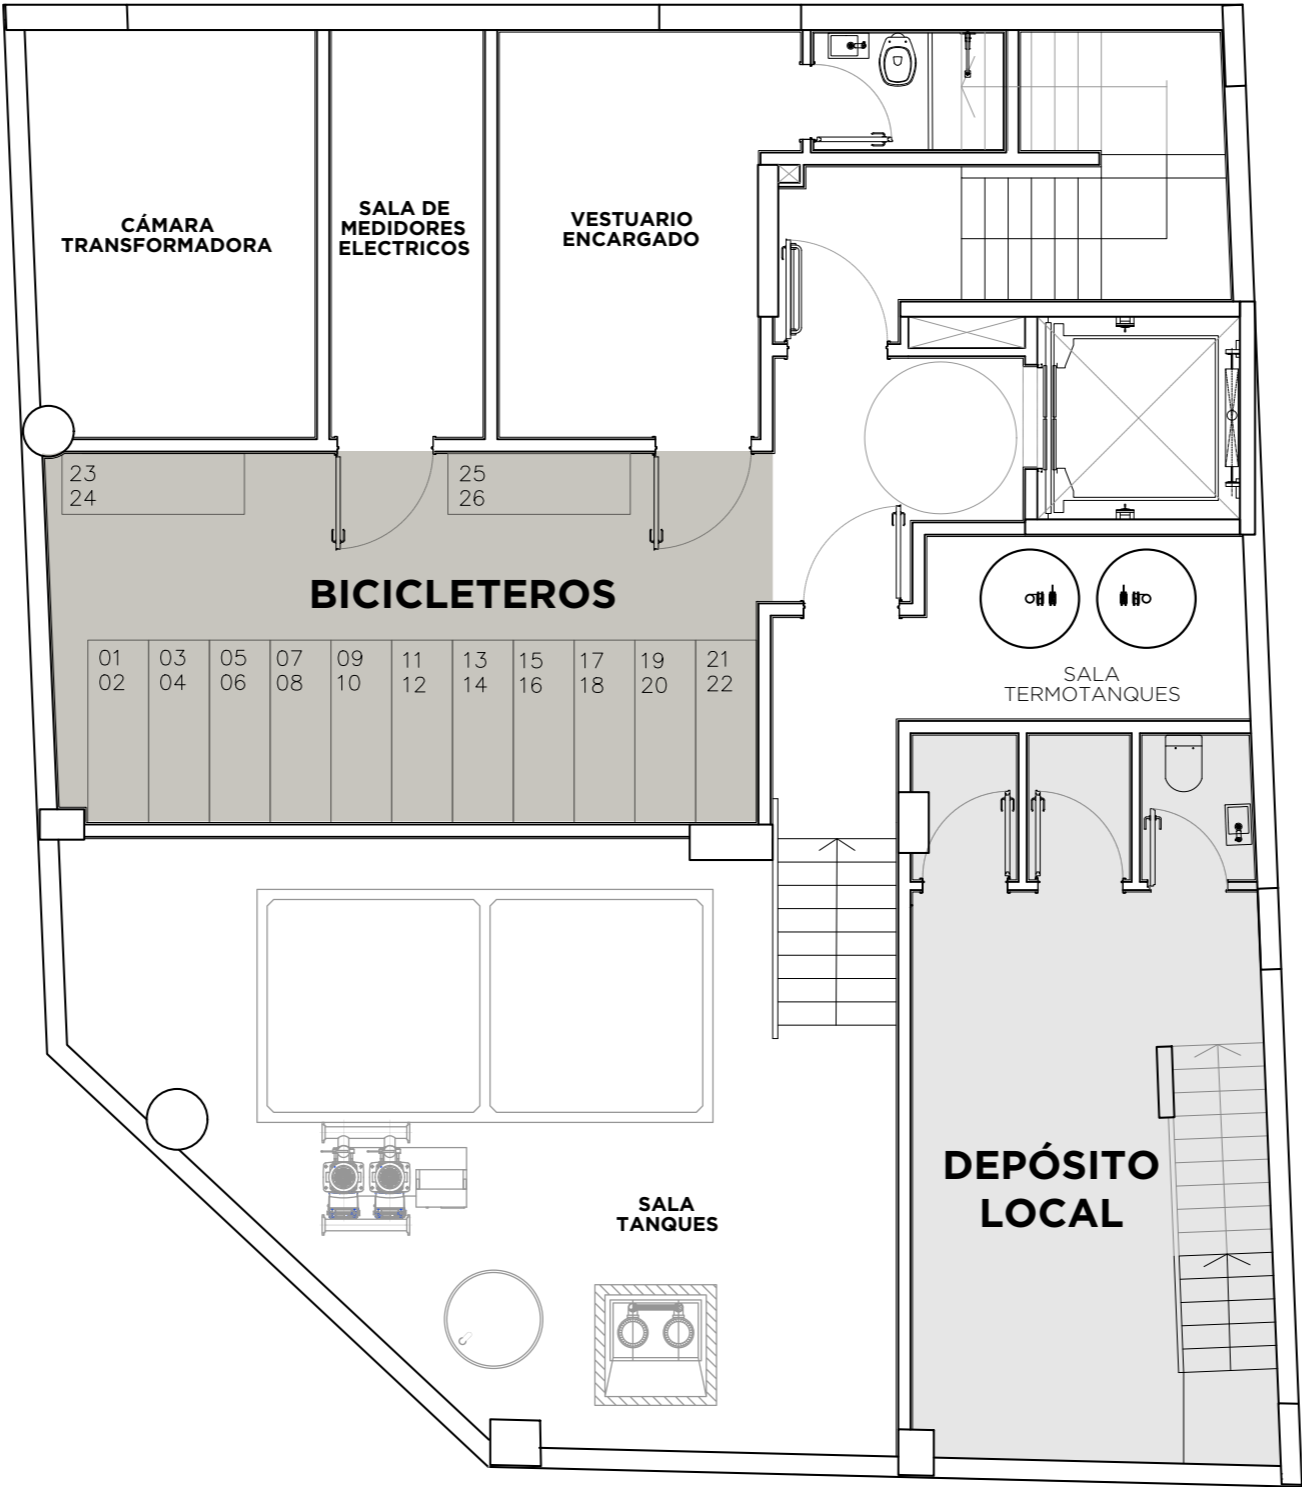 CÁMARA
TRANSFORMADORA
SALA DE
MEDIDORES
ELECTRICOS
VESTUARIO
ENCARGADO
23
24
25
26
BICICLETEROS
01 03 05 07 09 11 13 15 17 19 21
02 04 06 08 10 12 14 16 18 20 22
SALA
TERMOTANQUES
DEPÓSITO
LOCAL
SALA
TANQUES